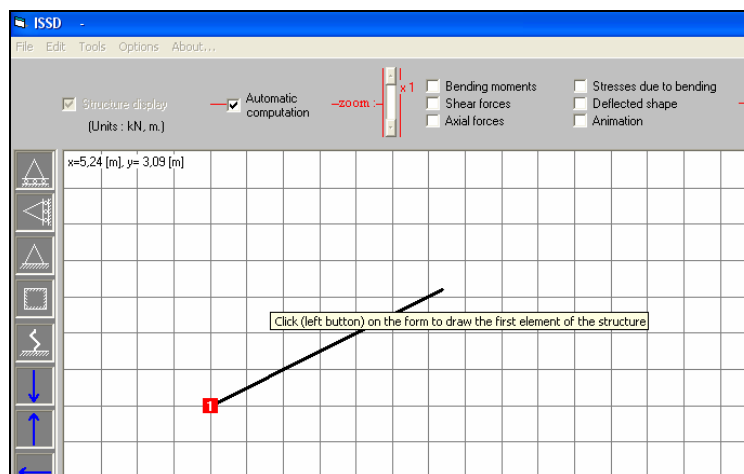 ISSD -
File Edit Tools Options About...
Structure display
(Units : kN, m.)
Automatic
computation
zoom :
x 1
Bending moments
Shear forces
Axial forces
Stresses due to bending
Deflected shape
Animation
x=5,24 [m], y= 3,09 [m]
Click (left button) on the form to draw the first element of the structure
1